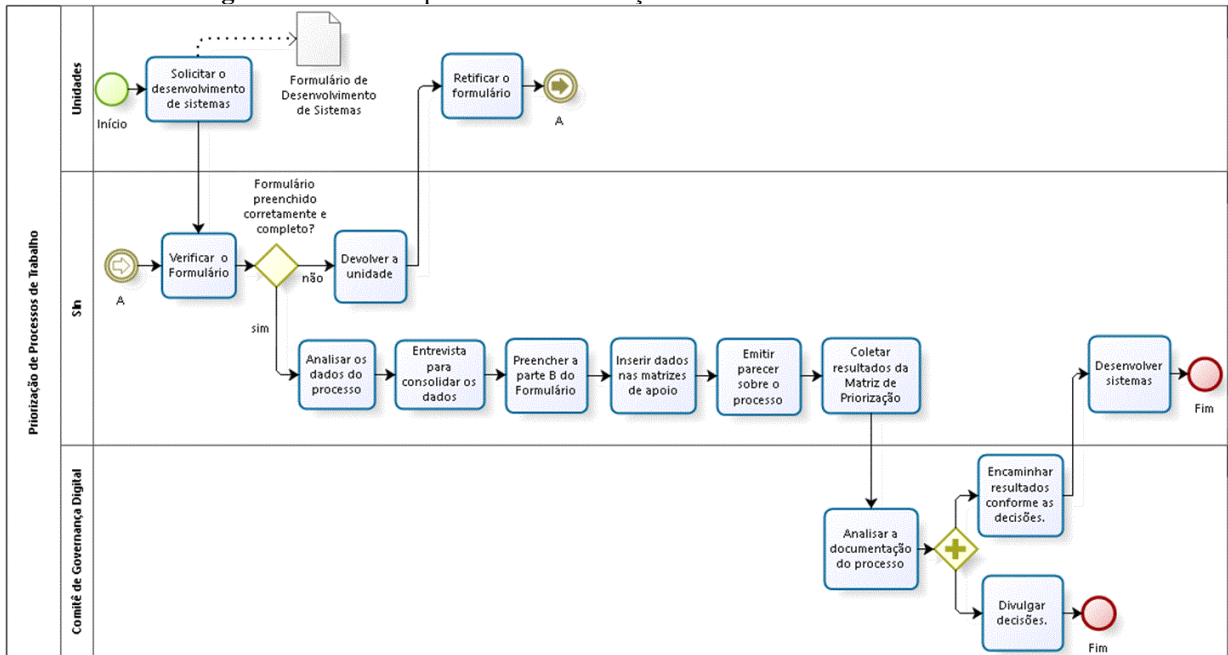 Priorização de Processos de Trabalho
Unidades
Início
Solicitar o
desenvolvimento
de sistemas
Formulário de
Desenvolvimento
de Sistemas
Retificar o
formulário
A
SIn
A
Verificar o
Formulário
Formulário
preenchido
corretamente e
completo?
não
sim
Devolver a
unidade
Analisar os
dados do
processo
Entrevista
para
consolidar os
dados
Preencher a
parte B do
Formulário
Inserir dados
nas matrizes
de apoio
Emitir
parecer
sobre o
processo
Coletar
resultados da
Matriz de
Priorização
Desenvolver
sistemas
Fim
Comitê de Governança Digital
Analisar a
documentação
do processo
Encaminhar
resultados
conforme as
decisões.
Divulgar
decisões.
Fim